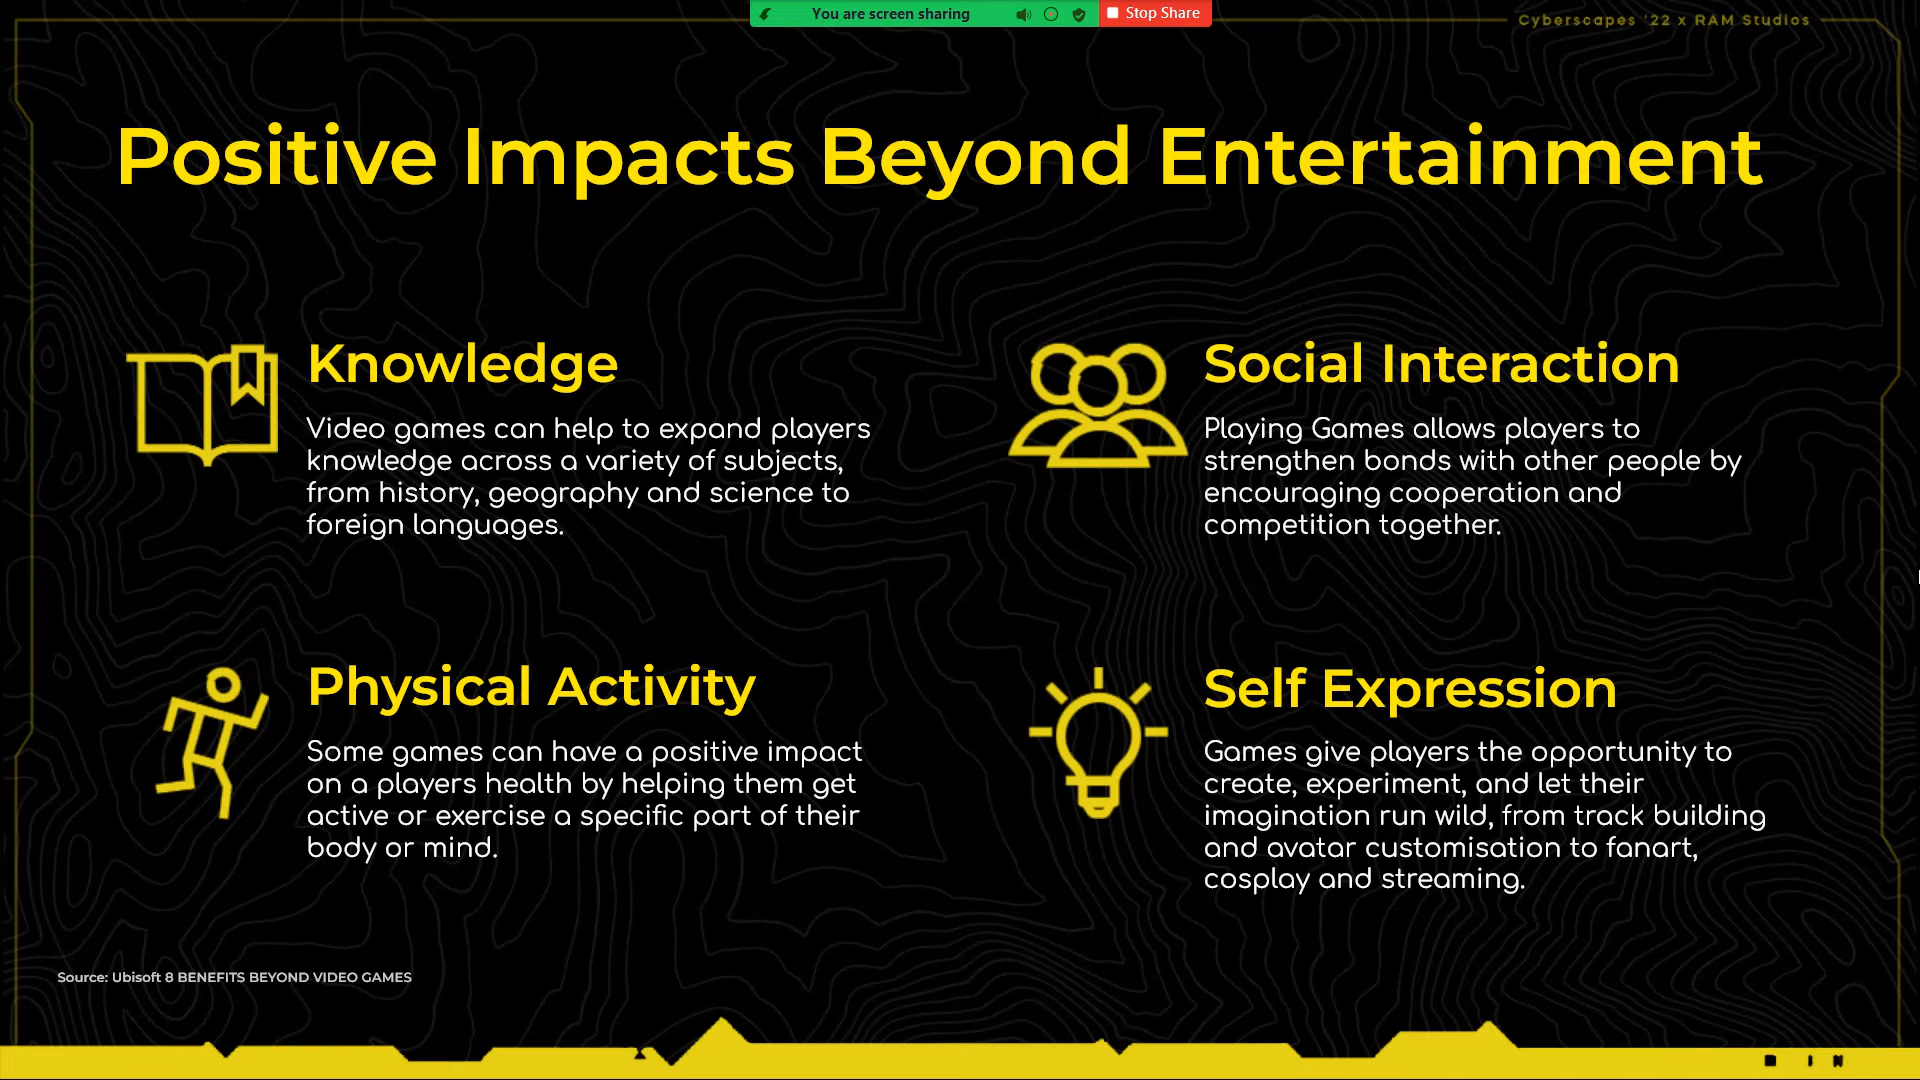 You are screen sharing
Stop Share
Cyberscapes '22 x RAM Studios
Positive Impacts Beyond Entertainment
Knowledge
Video games can help to expand players
knowledge across a variety of subjects,
from history, geography and science to
foreign languages.
Social Interaction
Playing Games allows players to
strengthen bonds with other people by
encouraging cooperation and
competition together.
Physical Activity
Some games can have a positive impact
on a players health by helping them get
active or exercise a specific part of their
body or mind.
Self Expression
Games give players the opportunity to
create, experiment, and let their
imagination run wild, from track building
and avatar customisation to fanart,
cosplay and streaming.
Source: Ubisoft 8 BENEFITS BEYOND VIDEO GAMES